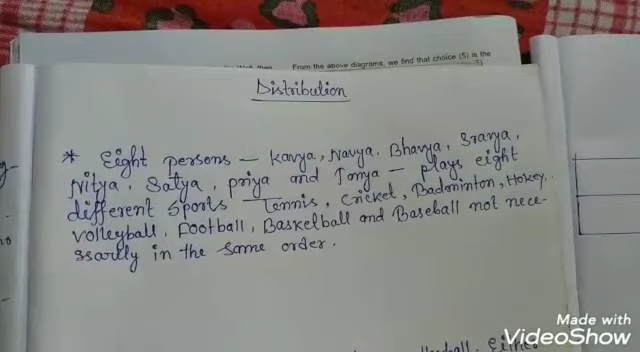 From the above diagrams, we find that choice (5) is the
Distribution
* Eight persons – Kavya, Navya, Bhavya, Sravya,
Nitya, Satya, Priya and Tanya – plays eight
different sports – Tennis, Cricket, Badminton, Hokey,
Volleyball, Football, Basketball and Baseball not nece-
ssarily in the same order.
Made with
VideoShow